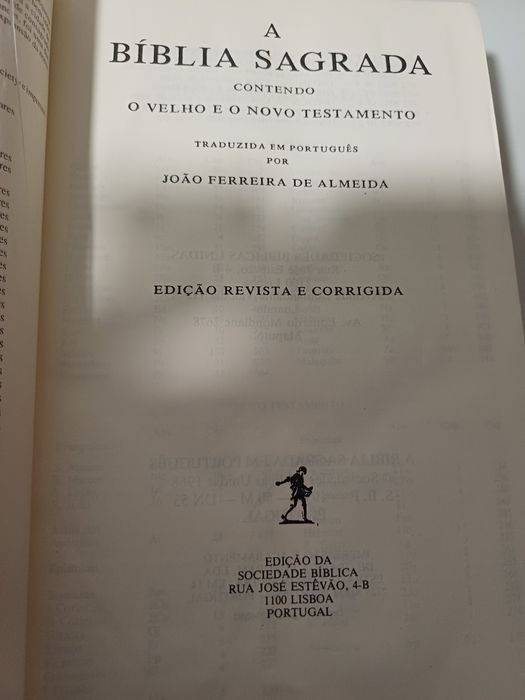 A
BÍBLIA SAGRADA
CONTENDO
O VELHO E O NOVO TESTAMENTO
TRADUZIDA EM PORTUGUÊS
POR
JOÃO FERREIRA DE ALMEIDA
EDIÇÃO REVISTA E CORRIGIDA
EDIÇÃO DA
SOCIEDADE BÍBLICA
RUA JOSÉ ESTÊVÃO, 4-B
1100 LISBOA
PORTUGAL